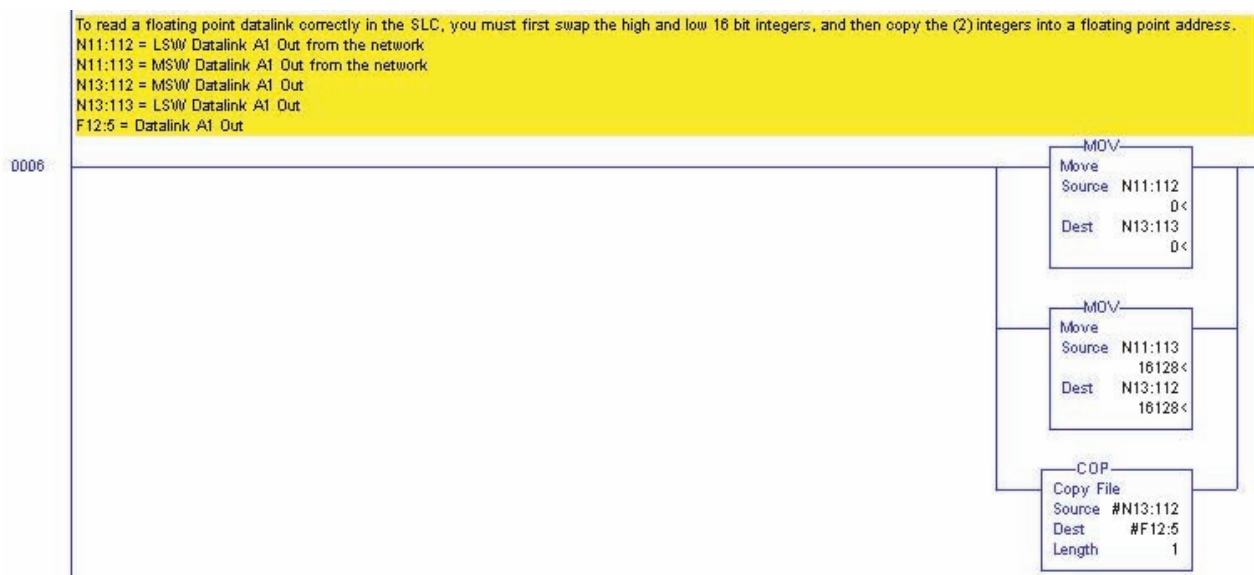 To read a floating point datalink correctly in the SLC, you must first swap the high and low 16 bit integers, and then copy the (2) integers into a floating point address.
N11:112 = LSW Datalink A1 Out from the network
N11:113 = MSW Datalink A1 Out from the network
N13:112 = MSW Datalink A1 Out
N13:113 = LSW Datalink A1 Out
F12:5 = Datalink A1 Out
0006
MOV
Move
Source N11:112
0<
Dest N13:113
0<
MOV
Move
Source N11:113
16128<
Dest N13:112
16128<
COP
Copy File
Source #N13:112
Dest #F12:5
Length 1